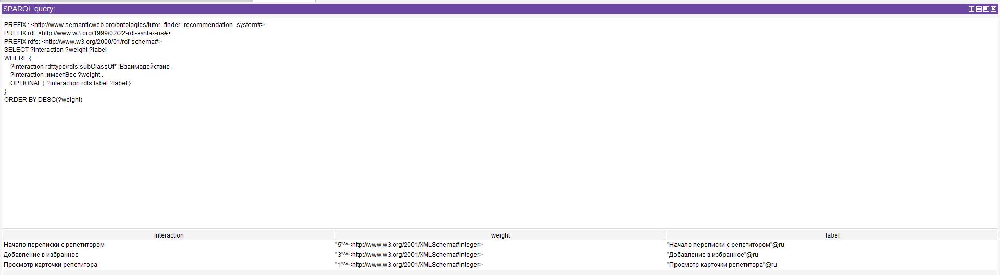 SPARQL query:
PREFIX : <http://www.semanticweb.org/ontologies/tutor_finder_recommendation_system#>
PREFIX rdf: <http://www.w3.org/1999/02/22-rdf-syntax-ns#>
PREFIX rdfs: <http://www.w3.org/2000/01/rdf-schema#>
SELECT ?interaction ?weight ?label
WHERE {
    ?interaction rdf:type/rdfs:subClassOf* :Взаимодействие .
    ?interaction :имеетВес ?weight .
    OPTIONAL { ?interaction rdfs:label ?label }
}
ORDER BY DESC(?weight)
interaction weight label
Начало переписки с репетитором "5"^^<http://www.w3.org/2001/XMLSchema#integer> "Начало переписки с репетитором"@ru
Добавление в избранное "3"^^<http://www.w3.org/2001/XMLSchema#integer> "Добавление в избранное"@ru
Просмотр карточки репетитора "1"^^<http://www.w3.org/2001/XMLSchema#integer> "Просмотр карточки репетитора"@ru